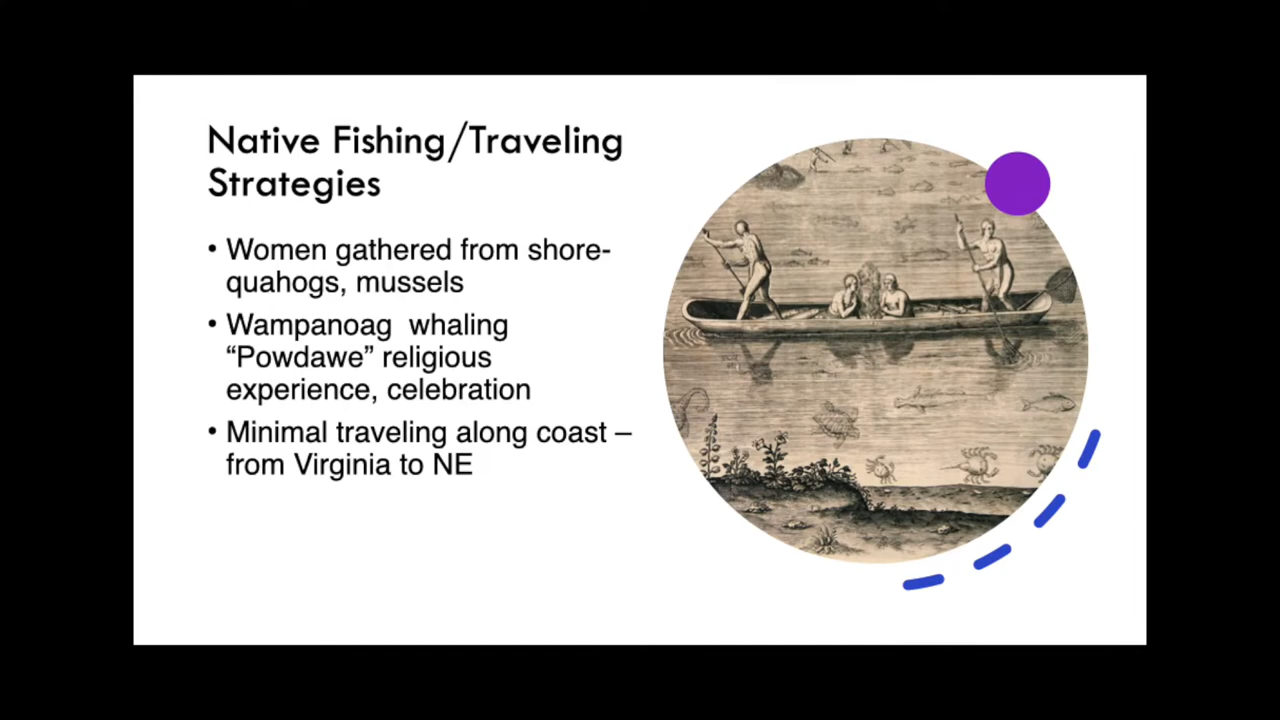 Native Fishing/Traveling
Strategies
• Women gathered from shore-
quahogs, mussels
• Wampanoag  whaling
“Powdawe” religious
experience, celebration
• Minimal traveling along coast –
from Virginia to NE